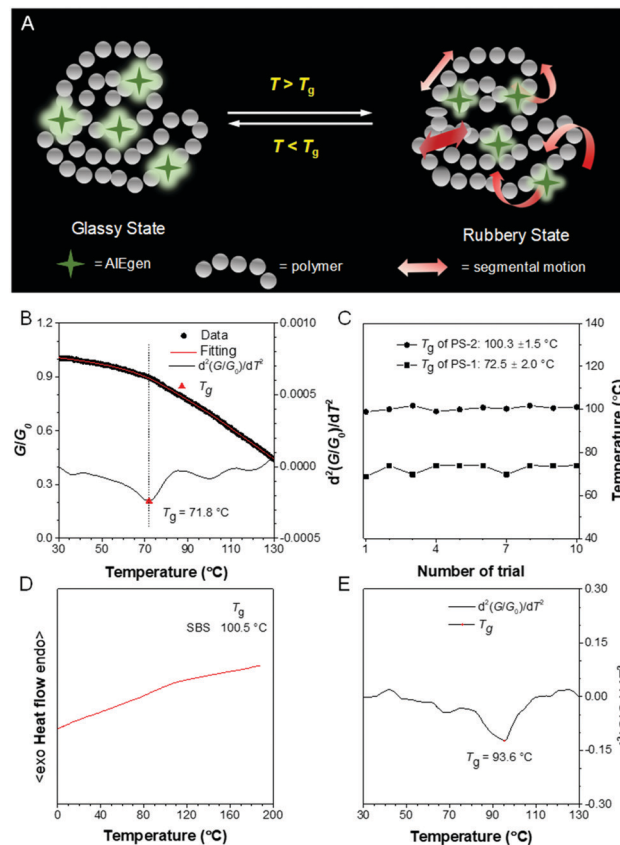 A
T > Tg
T < Tg
Glassy State
Rubbery State
= AIEgen
= polymer
= segmental motion
B
1.2
0.9
0.6
0.3
0.0
G/G0
0.0010
0.0005
0.0000
-0.0005
d²(G/G0)/dT²
Data
Fitting
d²(G/G0)/dT²
Tg
Tg = 71.8 °C
30 50 70 90 110 130
Temperature (°C)
C
Tg of PS-2: 100.3 ±1.5 °C
Tg of PS-1: 72.5 ± 2.0 °C
140
120
100
80
60
40
Temperature (°C)
1 4 7 10
Number of trial
D
Tg
SBS 100.5 °C
<exo Heat flow endo>
0 40 80 120 160 200
Temperature (°C)
E
d²(G/G0)/dT²
Tg
Tg = 93.6 °C
0.30
0.15
0.00
-0.15
-0.30
30 50 70 90 110 130
Temperature (°C)